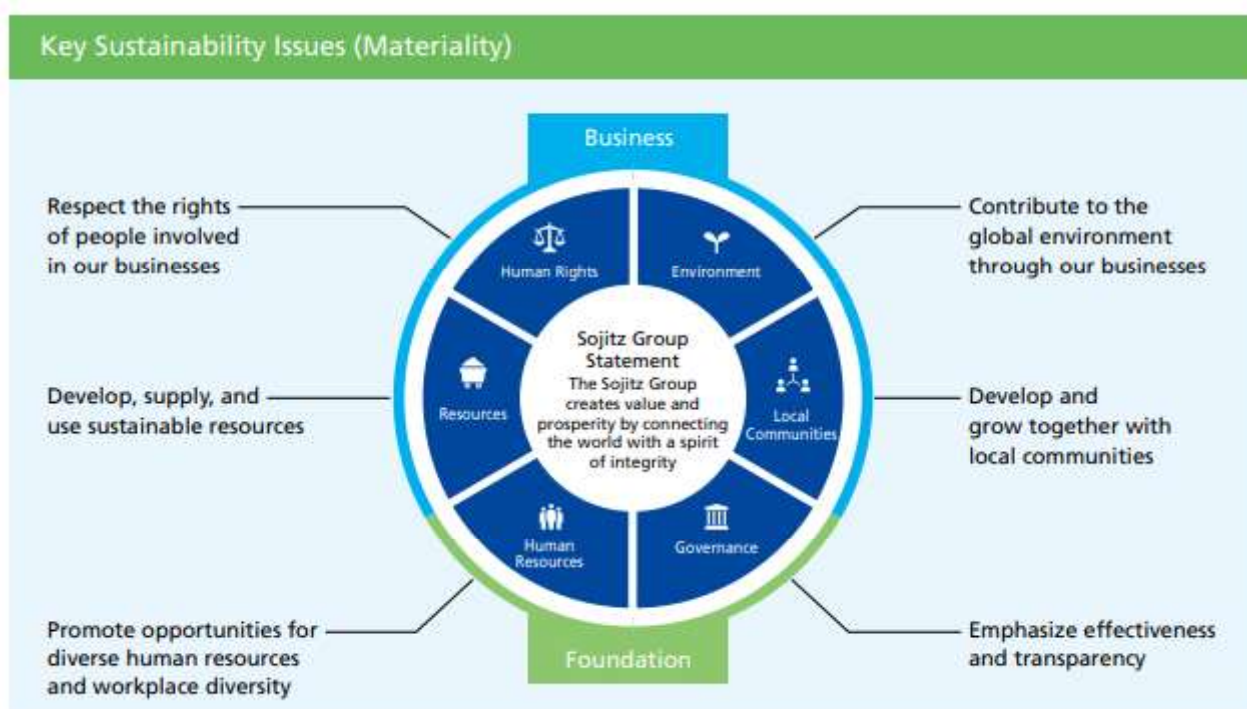 Key Sustainability Issues (Materiality)
Business
Respect the rights
of people involved
in our businesses
Human Rights
Environment
Contribute to the
global environment
through our businesses
Develop, supply, and
use sustainable resources
Resources
Sojitz Group
Statement
The Sojitz Group
creates value and
prosperity by connecting
the world with a spirit
of integrity
Local
Communities
Develop and
grow together with
local communities
Promote opportunities for
diverse human resources
and workplace diversity
Human
Resources
Governance
Emphasize effectiveness
and transparency
Foundation